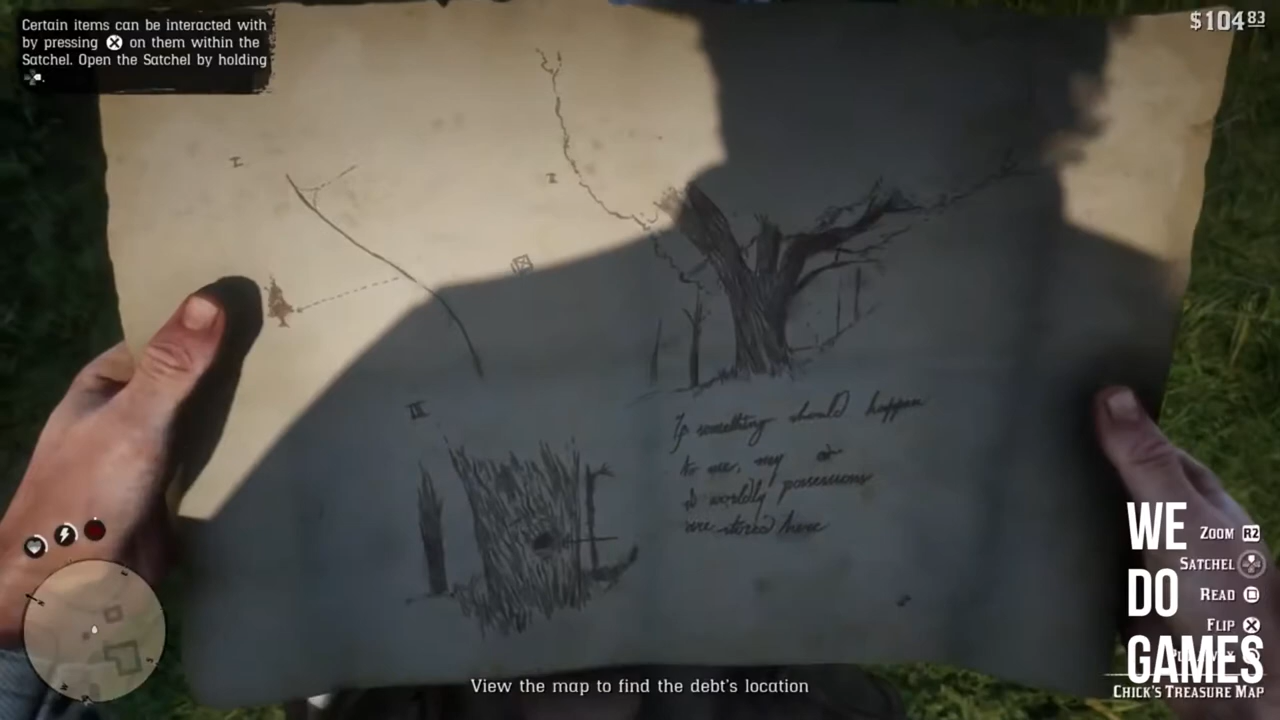 Certain items can be interacted with
by pressing ⓧ on them within the
Satchel. Open the Satchel by holding
.
$104.83
I
I
II
If something should happen
to me, my
worldly possessions
are stored here
ZOOM R2
SATCHEL
READ
FLIP
WE
DO
GAMES
CHICK'S TREASURE MAP
View the map to find the debt's location